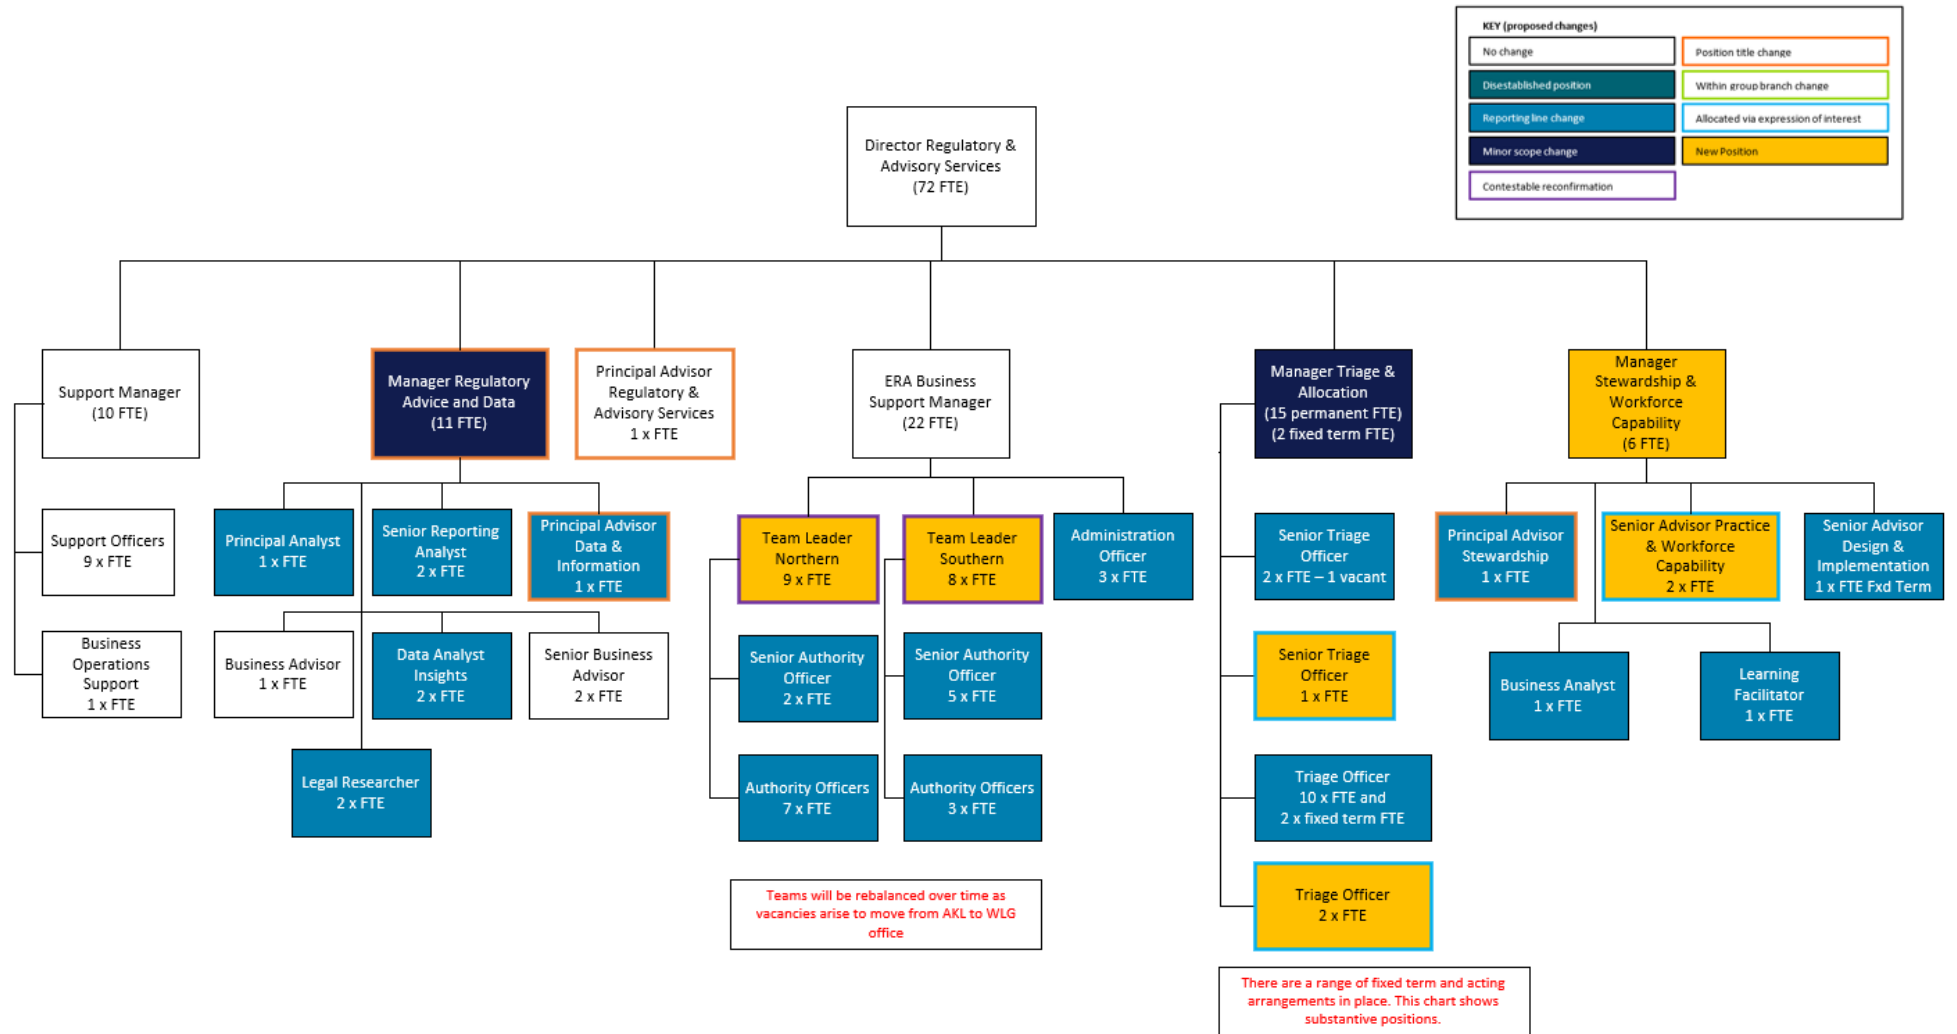 KEY (proposed changes)
No change
Position title change
Disestablished position
Within group branch change
Reporting line change
Allocated via expression of interest
Minor scope change
New Position
Contestable reconfirmation
Director Regulatory &
Advisory Services
(72 FTE)
Support Manager
(10 FTE)
Manager Regulatory
Advice and Data
(11 FTE)
Principal Advisor
Regulatory &
Advisory Services
1 x FTE
ERA Business
Support Manager
(22 FTE)
Manager Triage &
Allocation
(15 permanent FTE)
(2 fixed term FTE)
Manager
Stewardship &
Workforce
Capability
(6 FTE)
Support Officers
9 x FTE
Business
Operations
Support
1 x FTE
Principal Analyst
1 x FTE
Senior Reporting
Analyst
2 x FTE
Principal Advisor
Data &
Information
1 x FTE
Business Advisor
1 x FTE
Data Analyst
Insights
2 x FTE
Senior Business
Advisor
2 x FTE
Legal Researcher
2 x FTE
Team Leader
Northern
9 x FTE
Team Leader
Southern
8 x FTE
Administration
Officer
3 x FTE
Senior Authority
Officer
2 x FTE
Senior Authority
Officer
5 x FTE
Authority Officers
7 x FTE
Authority Officers
3 x FTE
Teams will be rebalanced over time as
vacancies arise to move from AKL to WLG
office
Senior Triage
Officer
2 x FTE – 1 vacant
Senior Triage
Officer
1 x FTE
Triage Officer
10 x FTE and
2 x fixed term FTE
Triage Officer
2 x FTE
There are a range of fixed term and acting
arrangements in place. This chart shows
substantive positions.
Principal Advisor
Stewardship
1 x FTE
Senior Advisor Practice
& Workforce
Capability
2 x FTE
Senior Advisor
Design &
Implementation
1 x FTE Fxd Term
Business Analyst
1 x FTE
Learning
Facilitator
1 x FTE